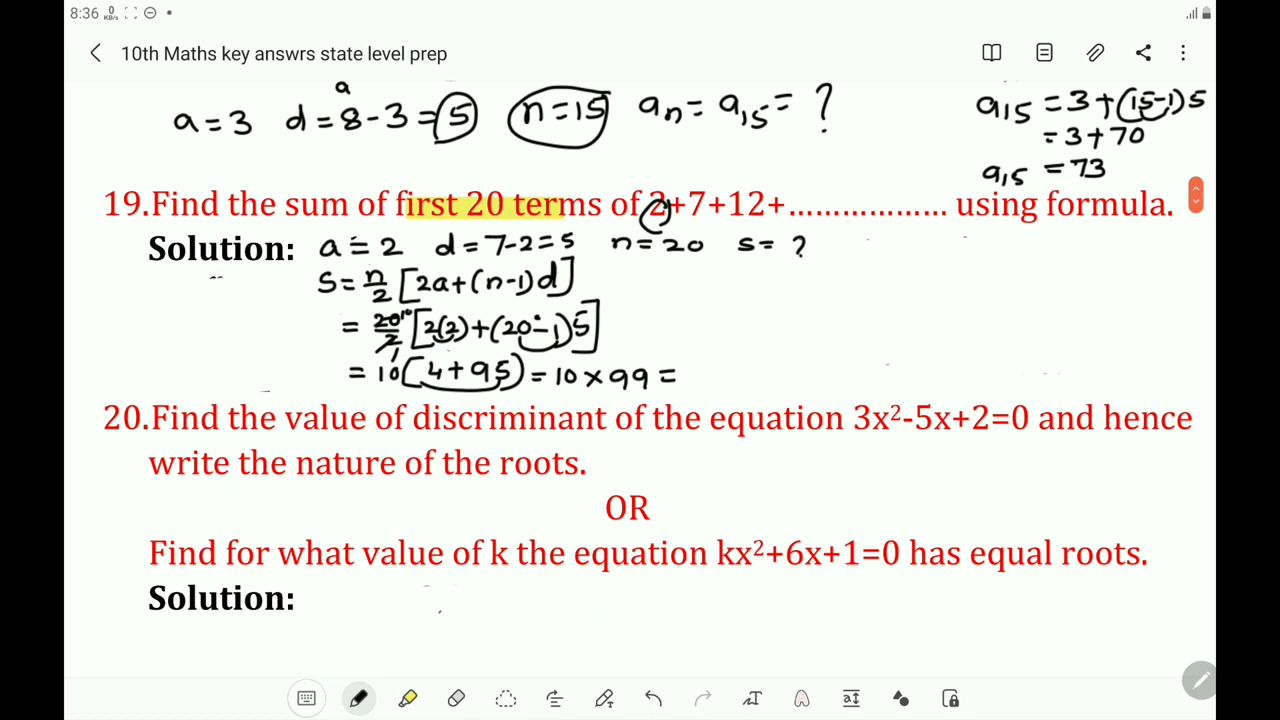 8:36 0 KB/s
10th Maths key answrs state level prep
a
a=3 d=8-3=5 n=15 an=a15=? a15=3+(15-1)5
=3+70
a15=73
19.Find the sum of first 20 terms of 2+7+12+……………… using formula.
Solution: a=2 d=7-2=5 n=20 s=?
S=n/2[2a+(n-1)d]
=20/2[2(2)+(20-1)5] 10 1
=10(4+95)=10×99=
20.Find the value of discriminant of the equation 3x²-5x+2=0 and hence
write the nature of the roots.
OR
Find for what value of k the equation kx²+6x+1=0 has equal roots.
Solution: